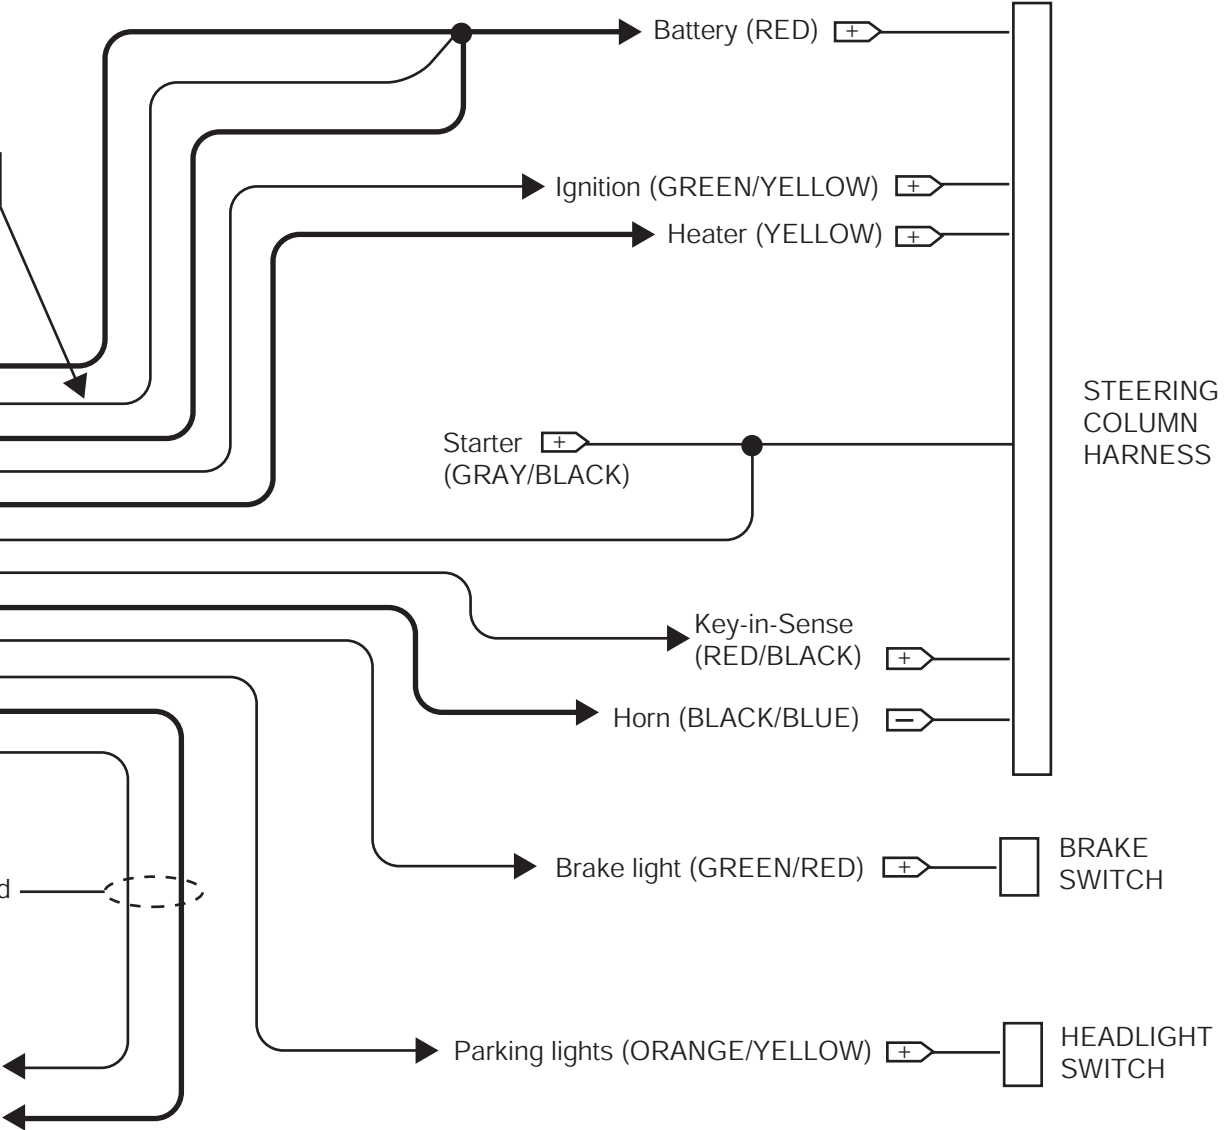 Battery (RED) +
Ignition (GREEN/YELLOW) +
Heater (YELLOW) +
STEERING
COLUMN
HARNESS
Starter +
(GRAY/BLACK)
Key-in-Sense
(RED/BLACK) +
Horn (BLACK/BLUE) −
Brake light (GREEN/RED) +
BRAKE
SWITCH
d
Parking lights (ORANGE/YELLOW) +
HEADLIGHT
SWITCH